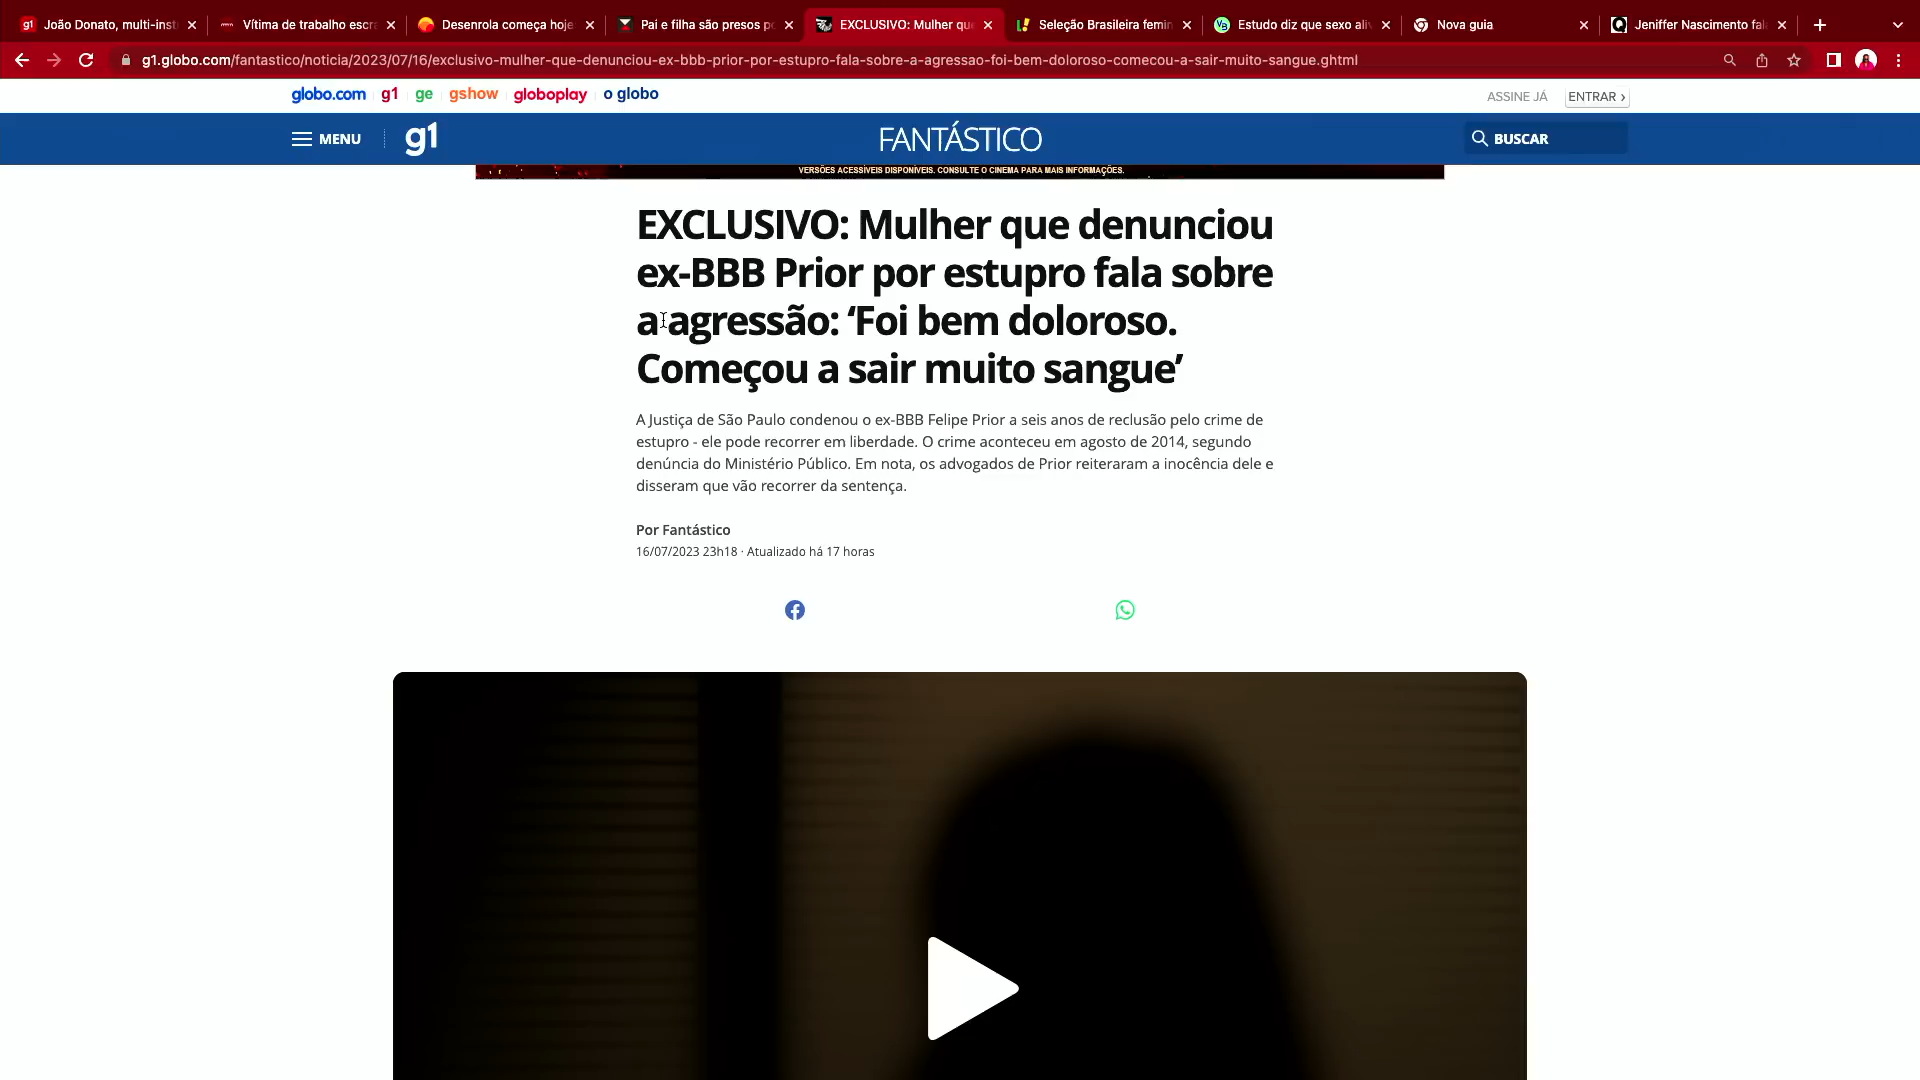 João Donato, multi-inst
Vítima de trabalho escra
Desenrola começa hoje
Pai e filha são presos p
EXCLUSIVO: Mulher que
Seleção Brasileira femin
Estudo diz que sexo ali
Nova guia
Jeniffer Nascimento fal
g1.globo.com/fantastico/noticia/2023/07/16/exclusivo-mulher-que-denunciou-ex-bbb-prior-por-estupro-fala-sobre-a-agressao-foi-bem-doloroso-comecou-a-sair-muito-sangue.ghtml
globo.com g1 ge gshow globoplay o globo
ASSINE JÁ ENTRAR ›
MENU g1 FANTÁSTICO BUSCAR
VERSÕES ACESSÍVEIS DISPONÍVEIS. CONSULTE O CINEMA PARA MAIS INFORMAÇÕES.
EXCLUSIVO: Mulher que denunciou
ex-BBB Prior por estupro fala sobre
a agressão: ‘Foi bem doloroso.
Começou a sair muito sangue’
A Justiça de São Paulo condenou o ex-BBB Felipe Prior a seis anos de reclusão pelo crime de
estupro - ele pode recorrer em liberdade. O crime aconteceu em agosto de 2014, segundo
denúncia do Ministério Público. Em nota, os advogados de Prior reiteraram a inocência dele e
disseram que vão recorrer da sentença.
Por Fantástico
16/07/2023 23h18 · Atualizado há 17 horas